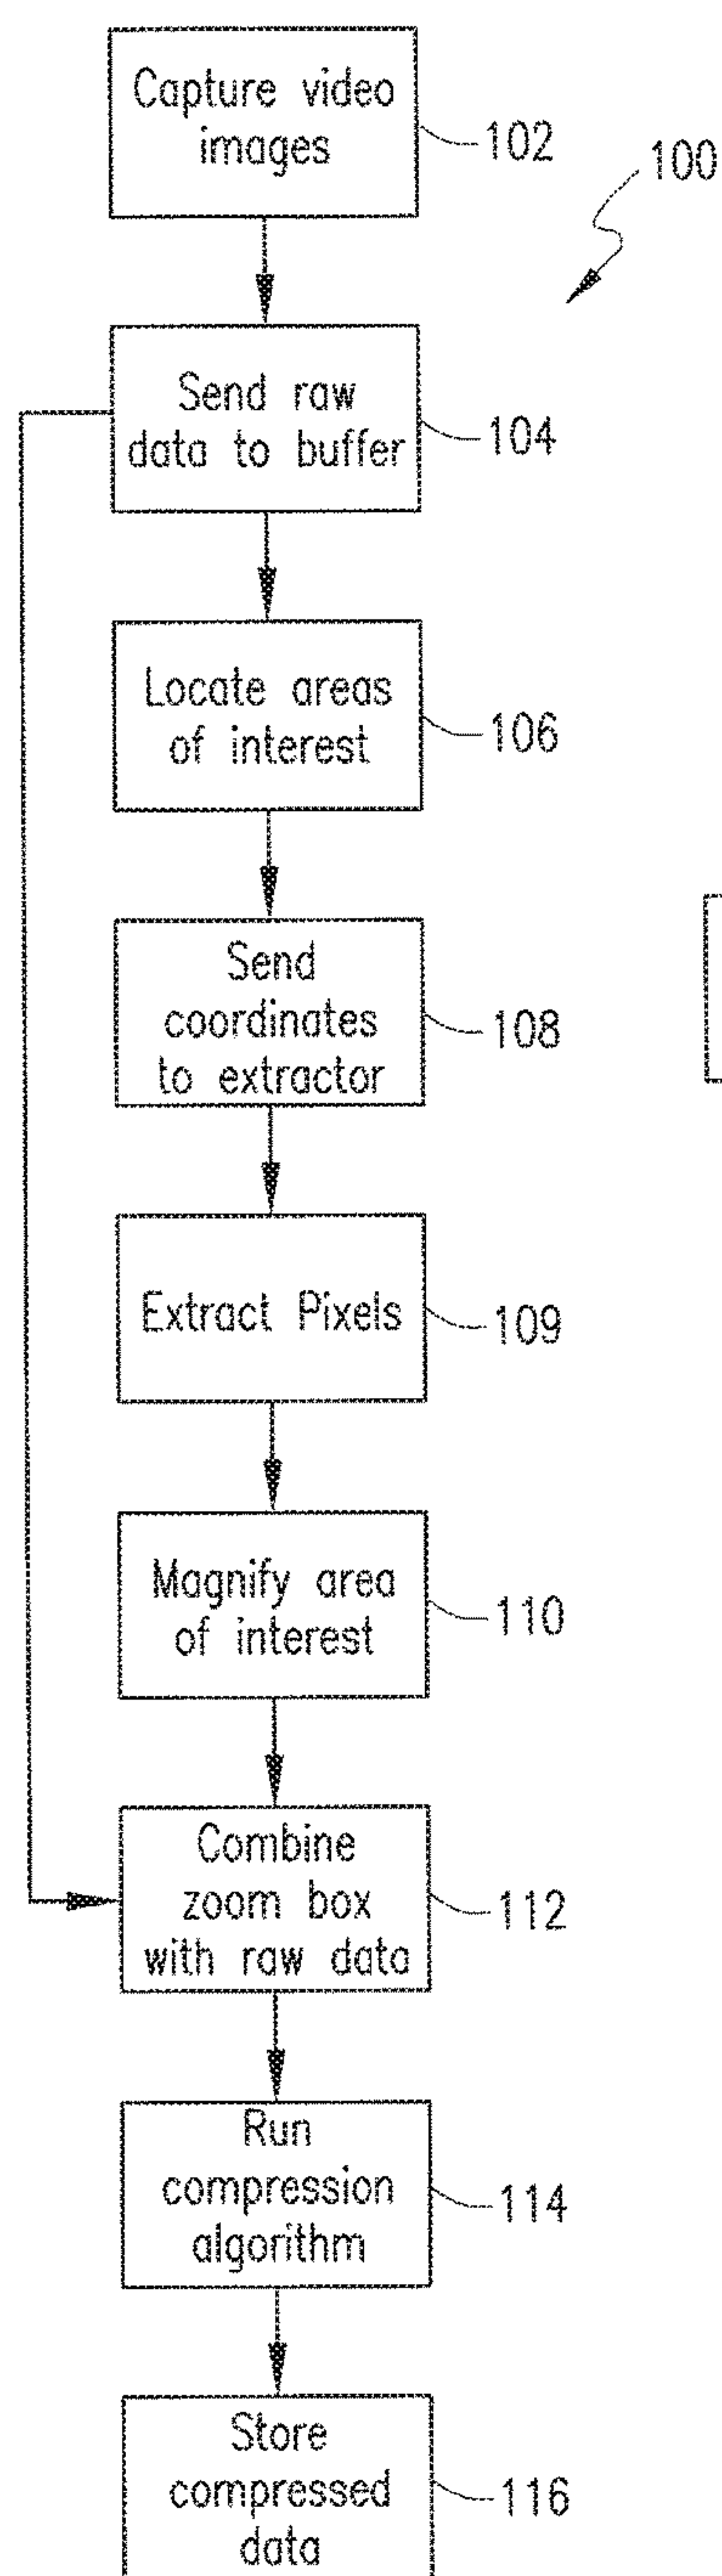 Capture video
images
102
100
Send raw
data to buffer
104
Locate areas
of interest
106
Send
coordinates
to extractor
108
Extract Pixels
109
Magnify area
of interest
110
Combine
zoom box
with raw data
112
Run
compression
algorithm
114
Store
compressed
data
116